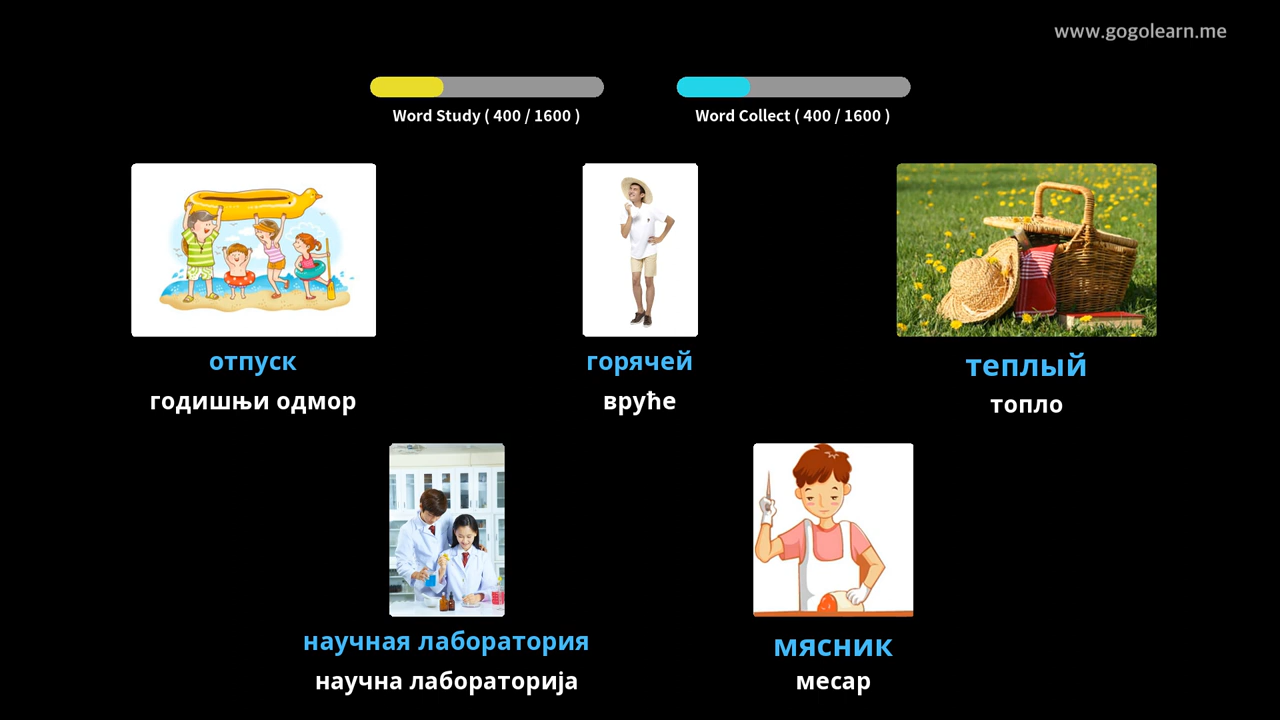 www.gogolearn.me
Word Study ( 400 / 1600 )
Word Collect ( 400 / 1600 )
отпуск
годишњи одмор
горячей
вруће
теплый
топло
научная лаборатория
научна лабораторија
мясник
месар